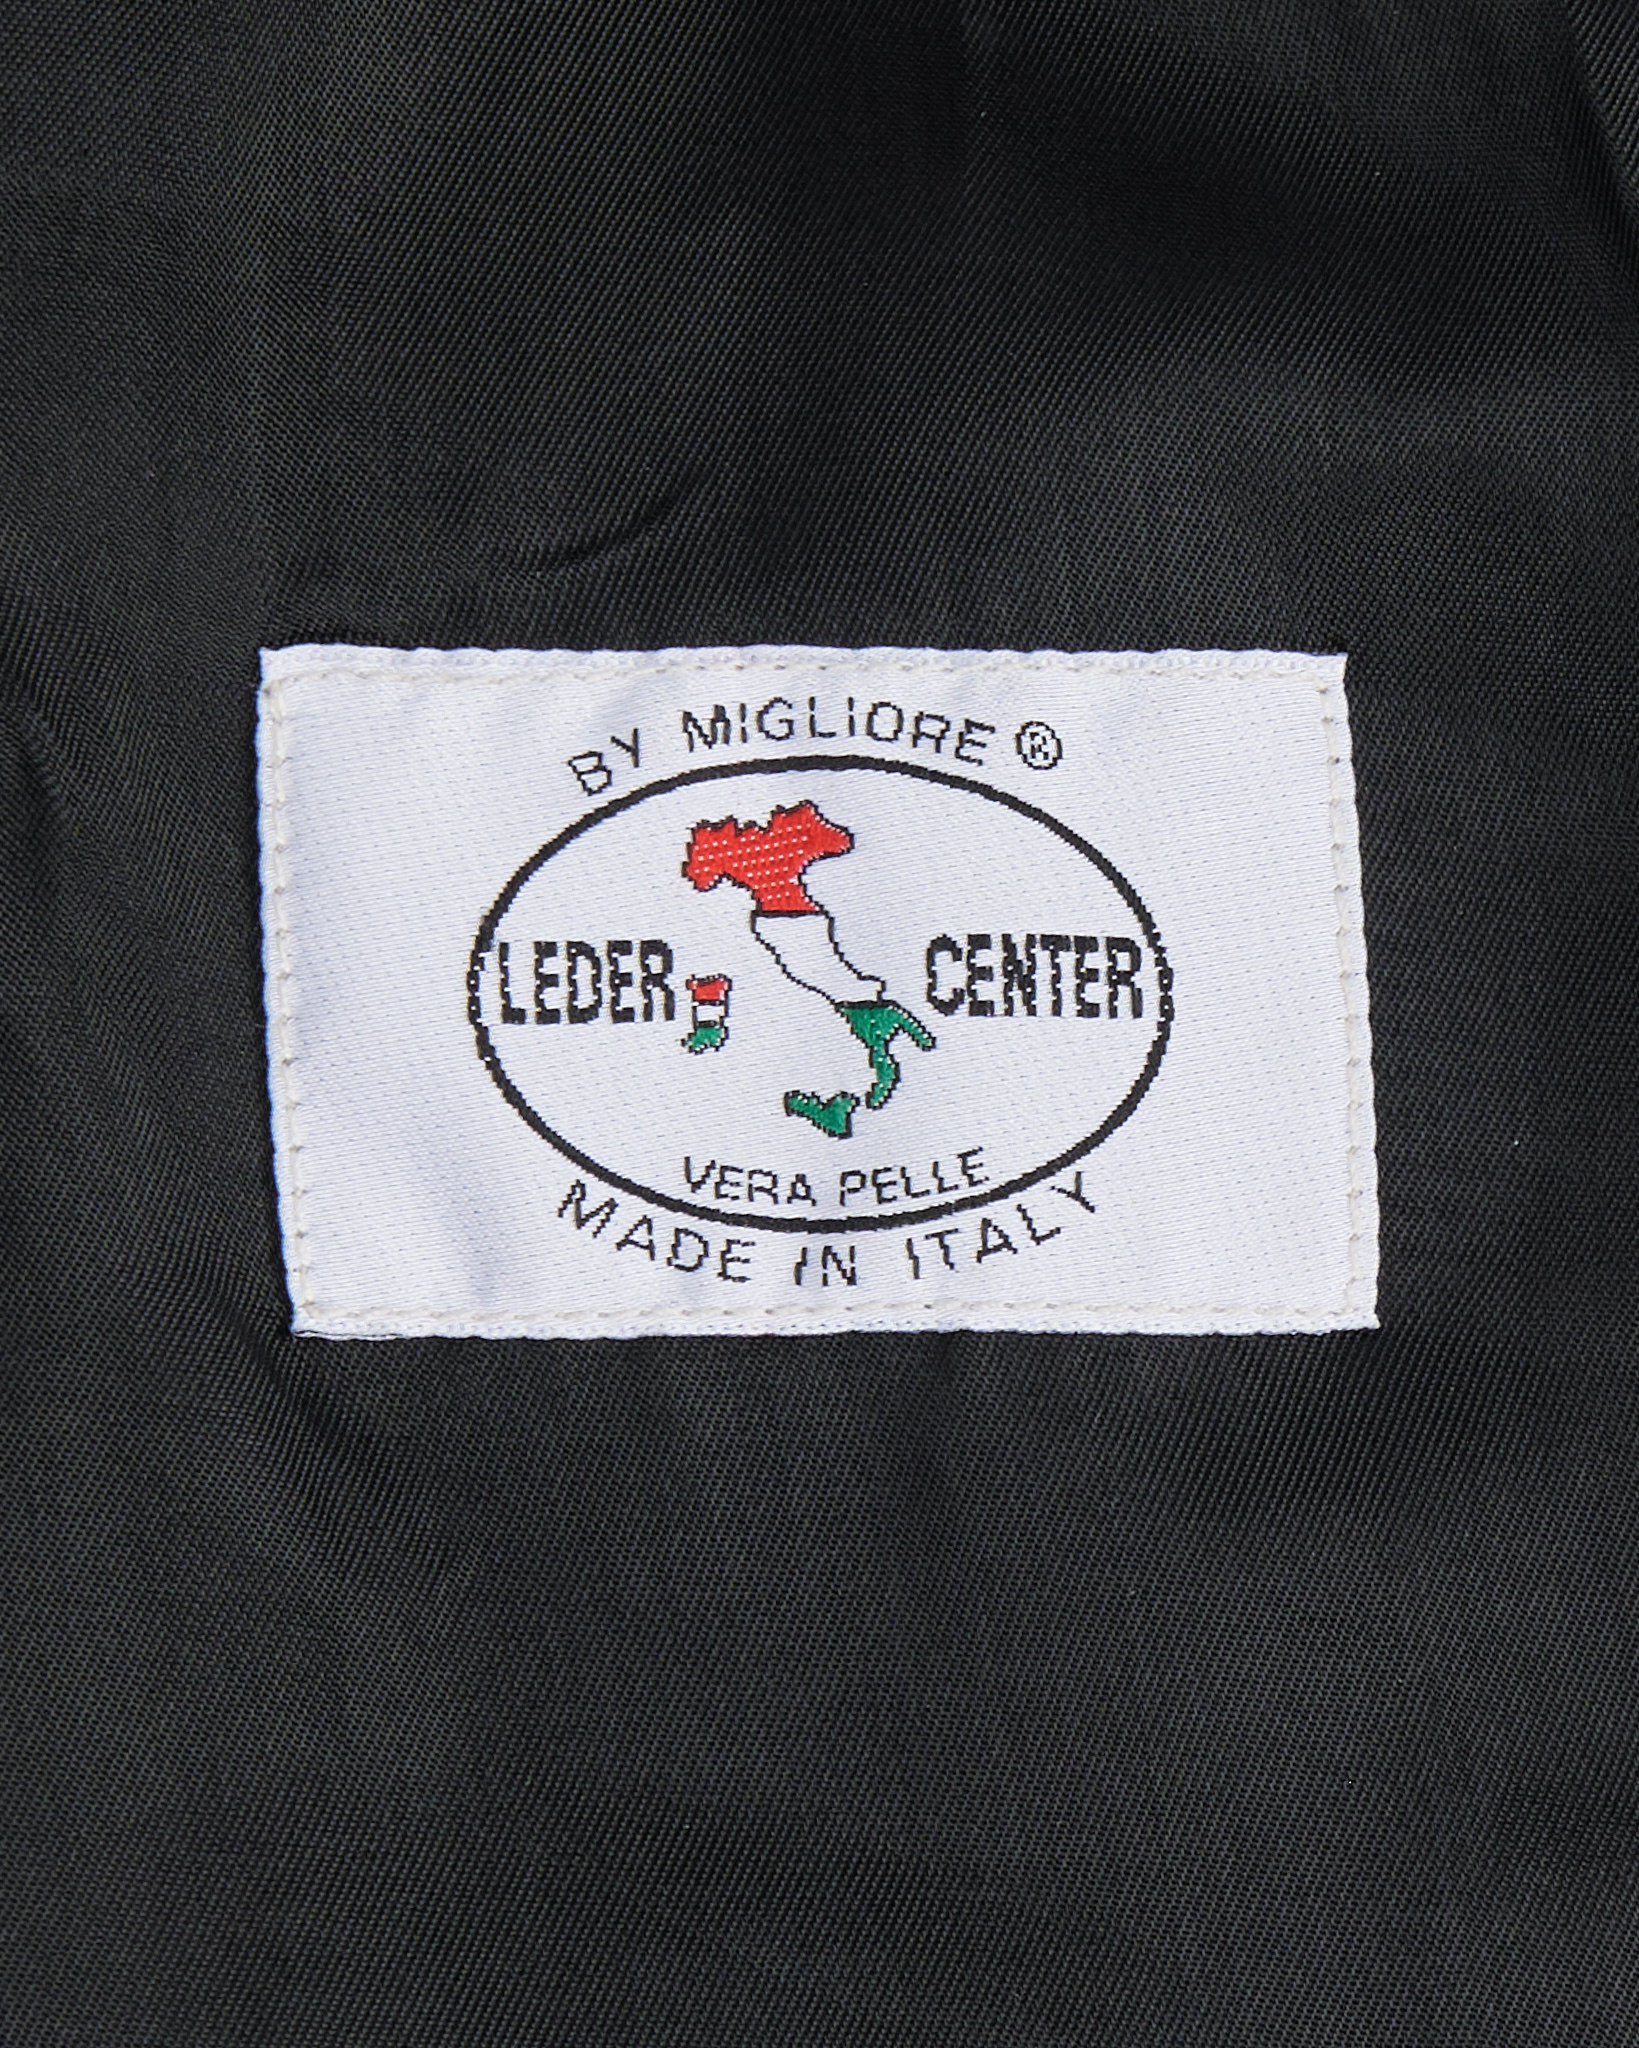 BY MIGLIORE ®
LEDER CENTER
VERA PELLE
MADE IN ITALY